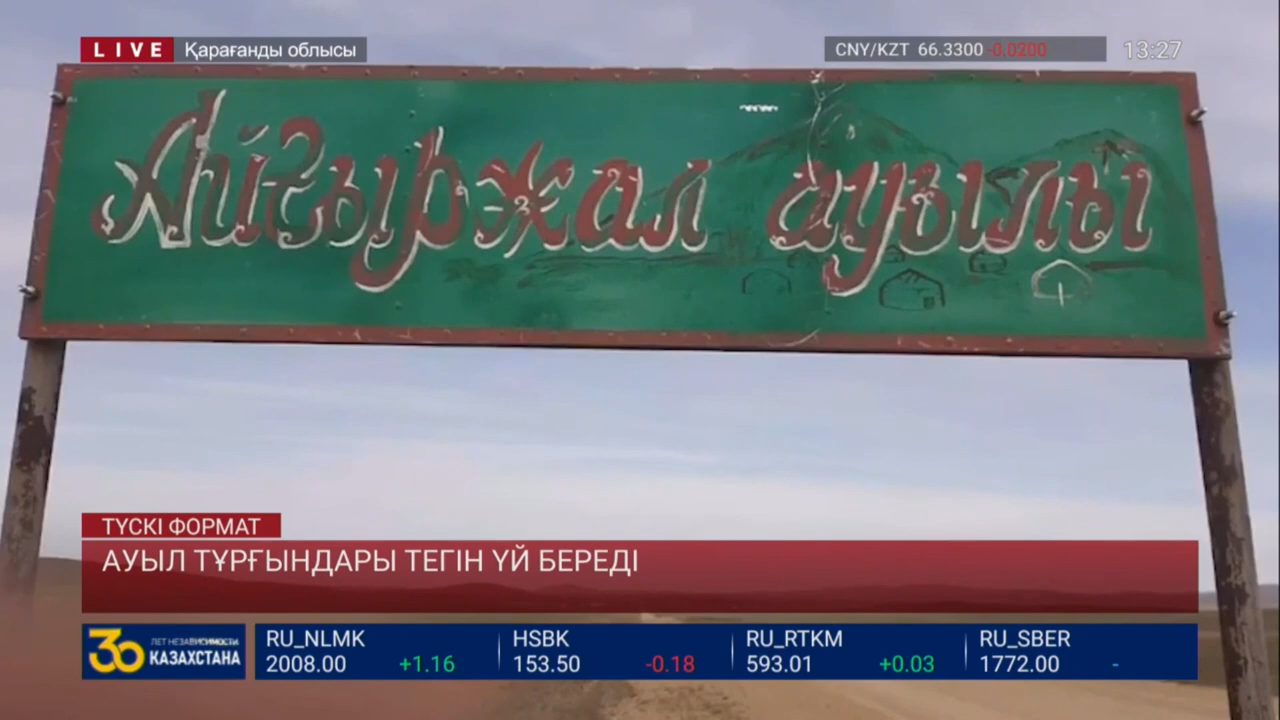 LIVE Қарағанды облысы
CNY/KZT 66.3300 -0.0200
13:27
Айғыржал ауылы
ТҮСКІ ФОРМАТ
АУЫЛ ТҰРҒЫНДАРЫ ТЕГІН ҮЙ БЕРЕДІ
30 ЛЕТ НЕЗАВИСИМОСТИ
КАЗАХСТАНА
RU_NLMK HSBK RU_RTKM RU_SBER
2008.00 +1.16 153.50 -0.18 593.01 +0.03 1772.00 -